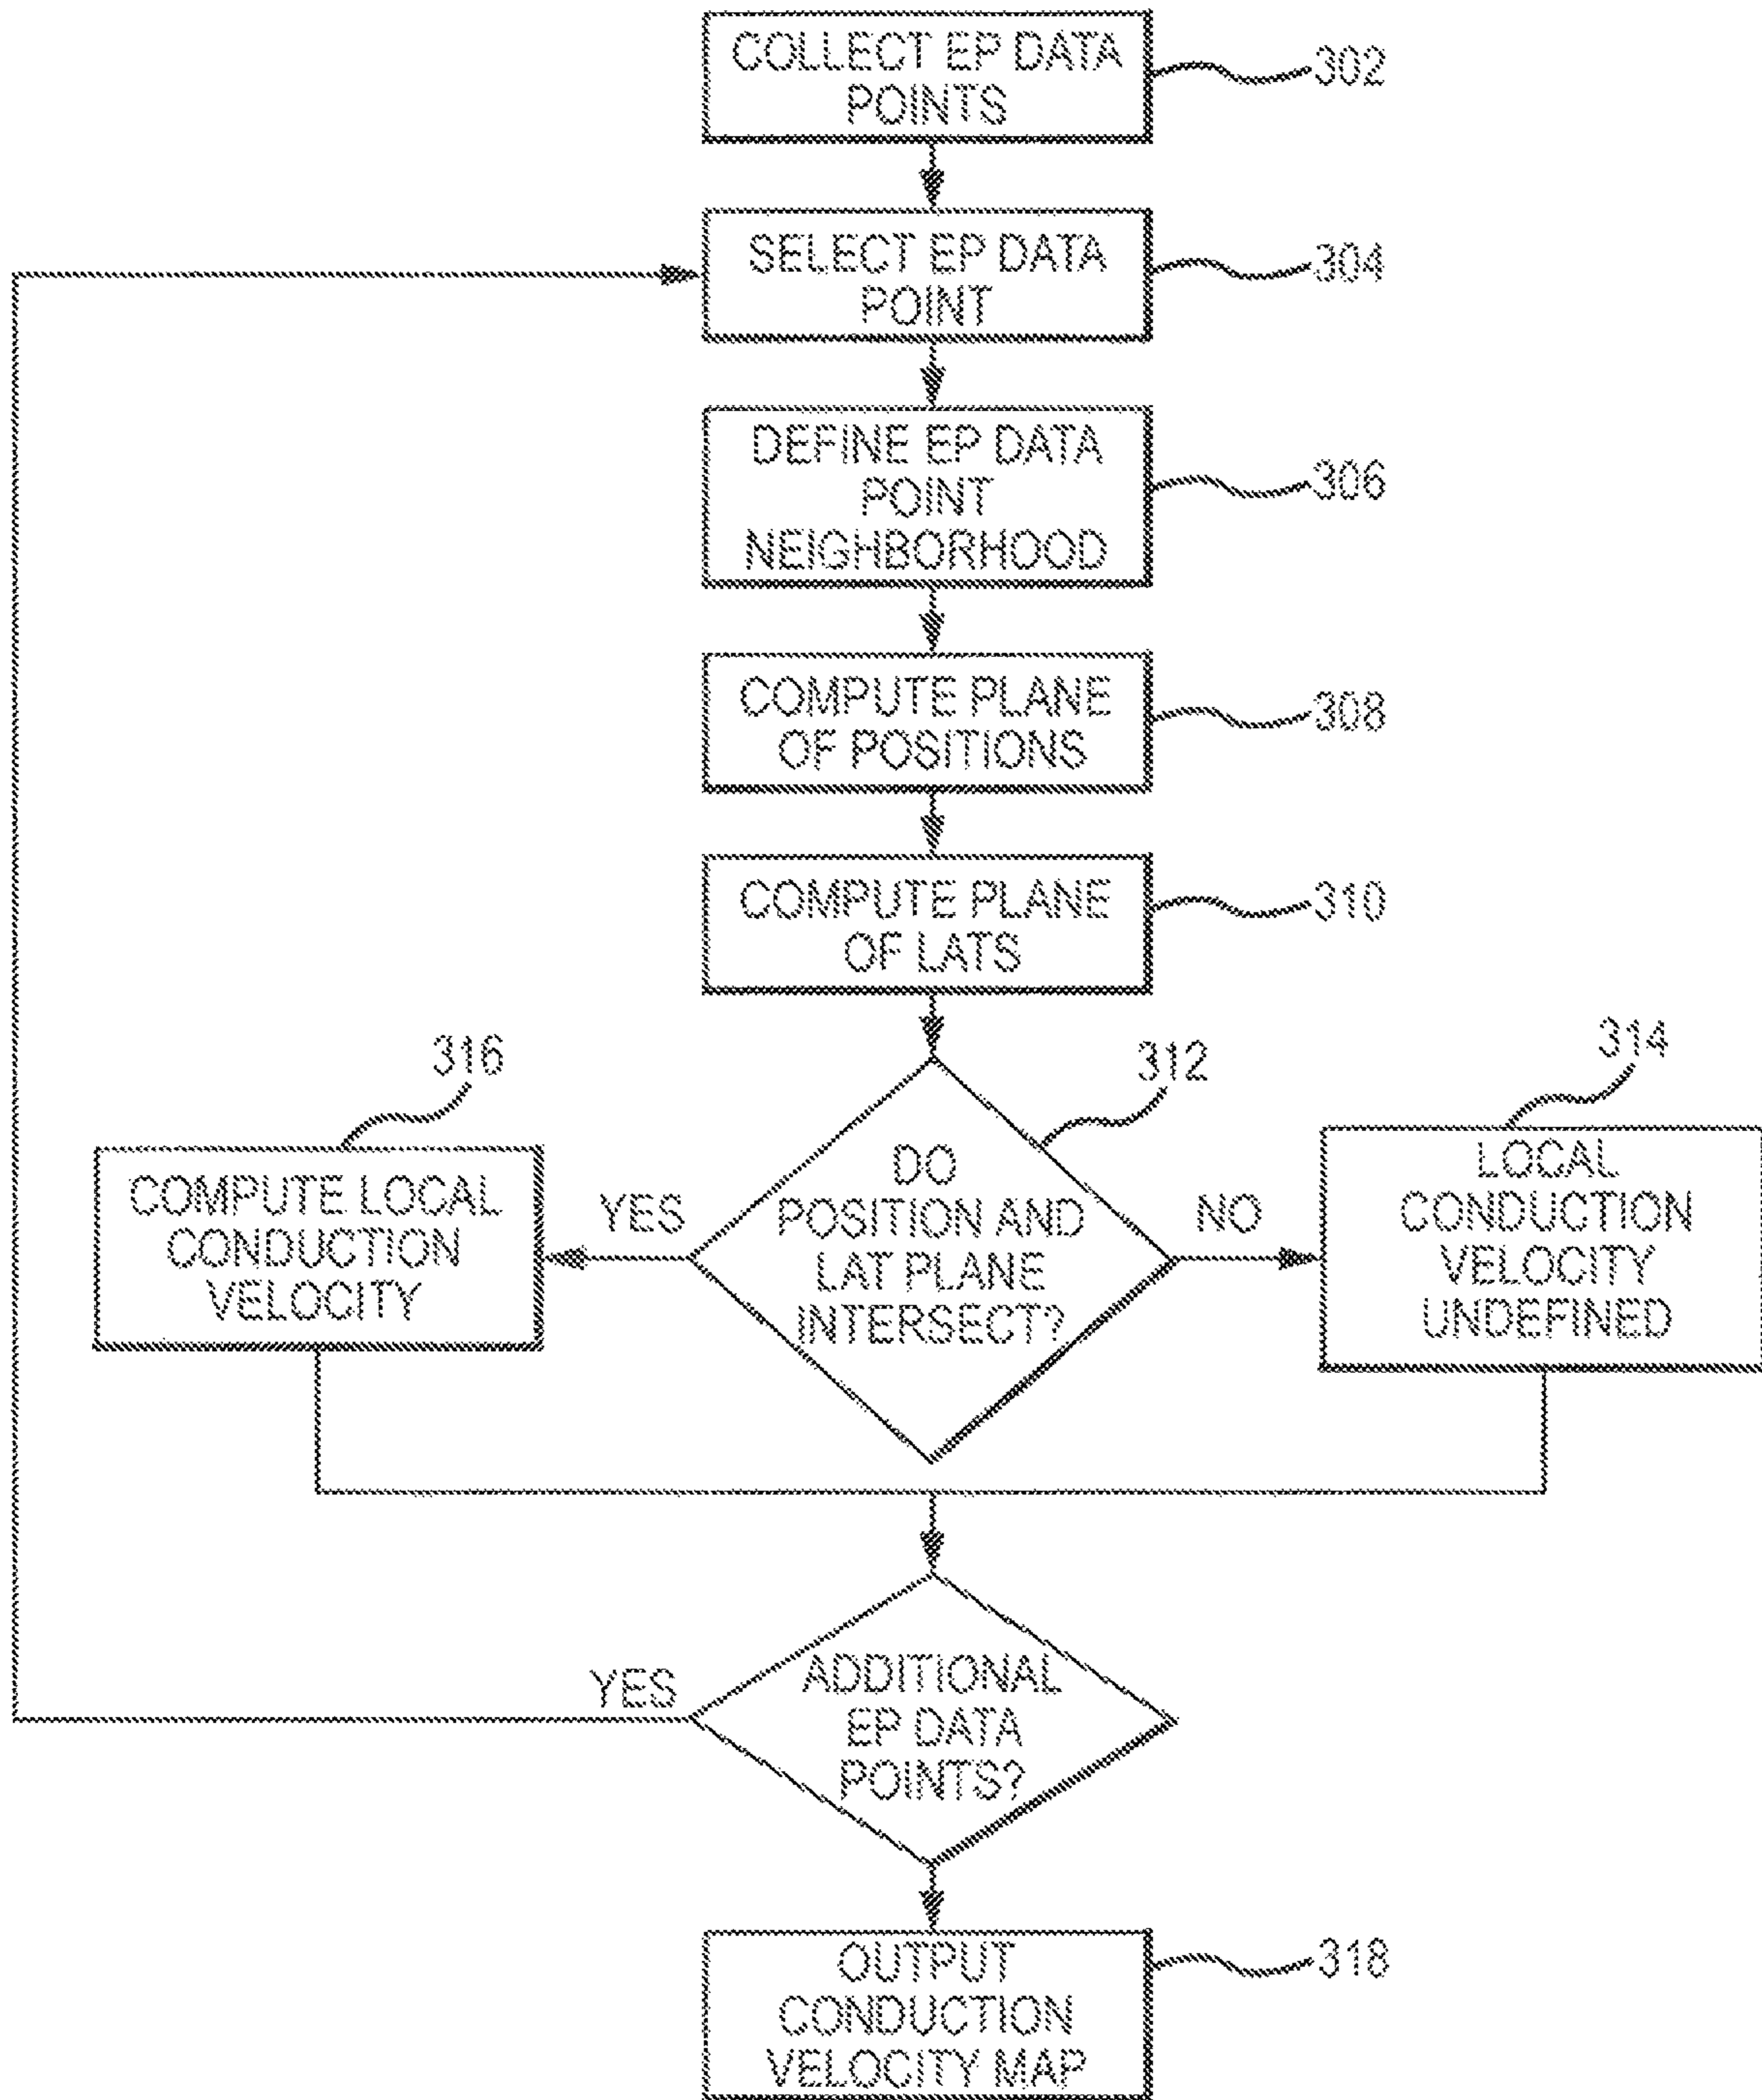 COLLECT EP DATA
POINTS
302
SELECT EP DATA
POINT
304
DEFINE EP DATA
POINT
NEIGHBORHOOD
306
COMPUTE PLANE
OF POSITIONS
308
COMPUTE PLANE
OF LATS
310
316
312
314
COMPUTE LOCAL
CONDUCTION
VELOCITY
YES
DO
POSITION AND
LAT PLANE
INTERSECT?
NO
LOCAL
CONDUCTION
VELOCITY
UNDEFINED
YES
ADDITIONAL
EP DATA
POINTS?
OUTPUT
CONDUCTION
VELOCITY MAP
318